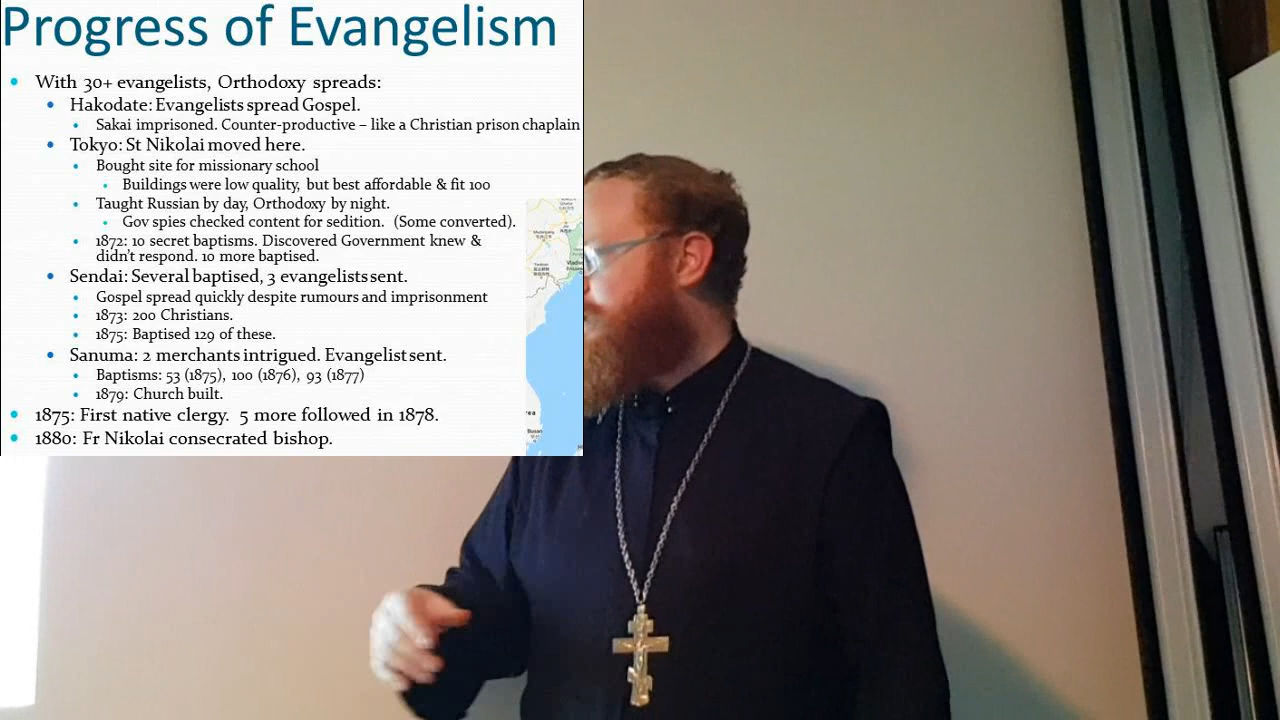 Progress of Evangelism
• With 30+ evangelists, Orthodoxy spreads:
• Hakodate: Evangelists spread Gospel.
• Sakai imprisoned. Counter-productive – like a Christian prison chaplain
• Tokyo: St Nikolai moved here.
• Bought site for missionary school
• Buildings were low quality, but best affordable & fit 100
• Taught Russian by day, Orthodoxy by night.
• Gov spies checked content for sedition. (Some converted).
• 1872: 10 secret baptisms. Discovered Government knew &
didn't respond. 10 more baptised.
• Sendai: Several baptised, 3 evangelists sent.
• Gospel spread quickly despite rumours and imprisonment
• 1873: 200 Christians.
• 1875: Baptised 129 of these.
• Sanuma: 2 merchants intrigued. Evangelist sent.
• Baptisms: 53 (1875), 100 (1876), 93 (1877)
• 1879: Church built.
• 1875: First native clergy. 5 more followed in 1878.
• 1880: Fr Nikolai consecrated bishop.
Busan